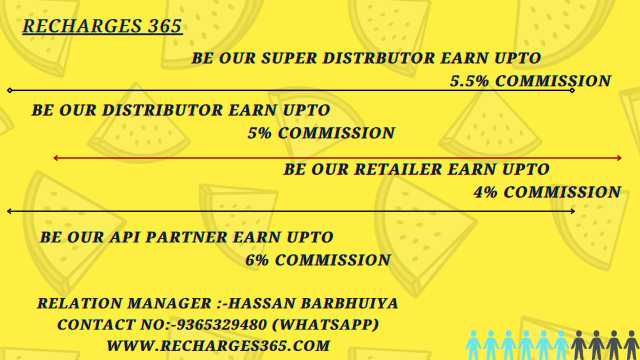 RECHARGES 365
BE OUR SUPER DISTRBUTOR EARN UPTO
5.5% COMMISSION
BE OUR DISTRIBUTOR EARN UPTO
5% COMMISSION
BE OUR RETAILER EARN UPTO
4% COMMISSION
BE OUR API PARTNER EARN UPTO
6% COMMISSION
RELATION MANAGER :-HASSAN BARBHUIYA
CONTACT NO:-9365329480 (WHATSAPP)
WWW.RECHARGES365.COM